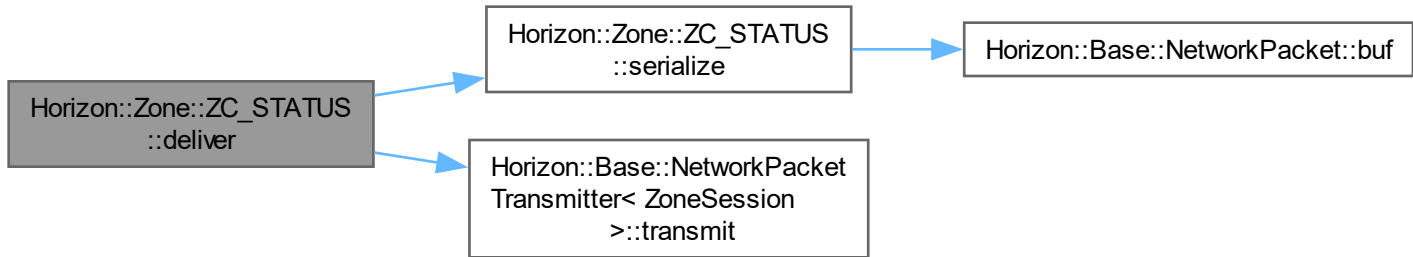 Horizon::Zone::ZC_STATUS
::deliver
Horizon::Zone::ZC_STATUS
::serialize
Horizon::Base::NetworkPacket::buf
Horizon::Base::NetworkPacket
Transmitter< ZoneSession
>::transmit